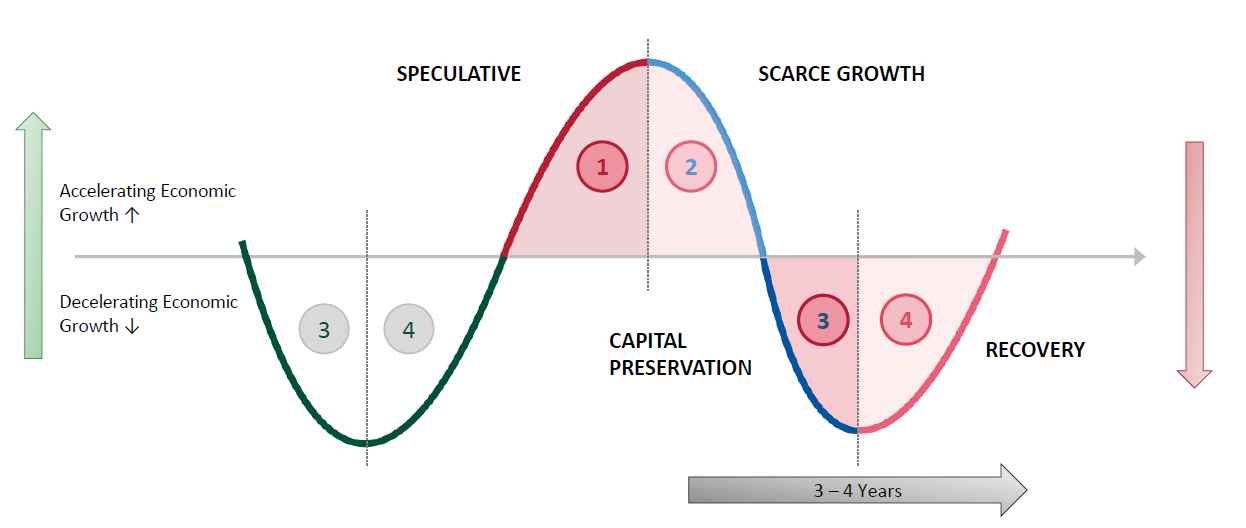 SPECULATIVE
SCARCE GROWTH
1
2
Accelerating Economic
Growth ↑
Decelerating Economic
Growth ↓
3
4
3
4
CAPITAL
PRESERVATION
RECOVERY
3 – 4 Years